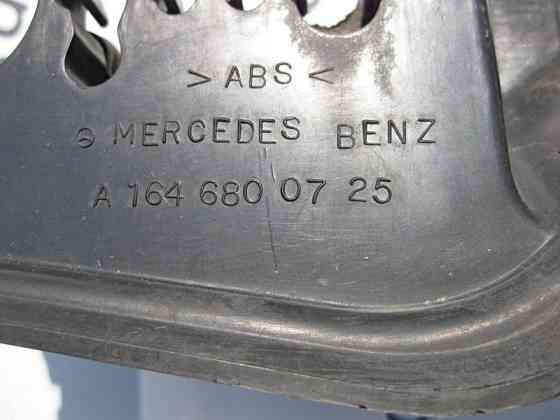 > ABS <
MERCEDES BENZ
A 164 680 07 25